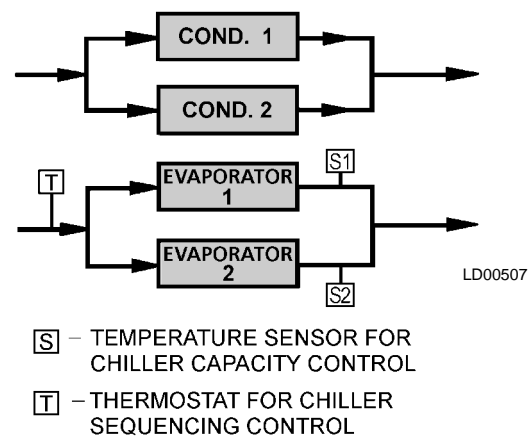 COND. 1
COND. 2
T
EVAPORATOR
1
S1
EVAPORATOR
2
S2
LD00507
S – TEMPERATURE SENSOR FOR
CHILLER CAPACITY CONTROL
T – THERMOSTAT FOR CHILLER
SEQUENCING CONTROL